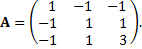 A = ( 1 −1 −1
−1 1 1
−1 1 3 ).